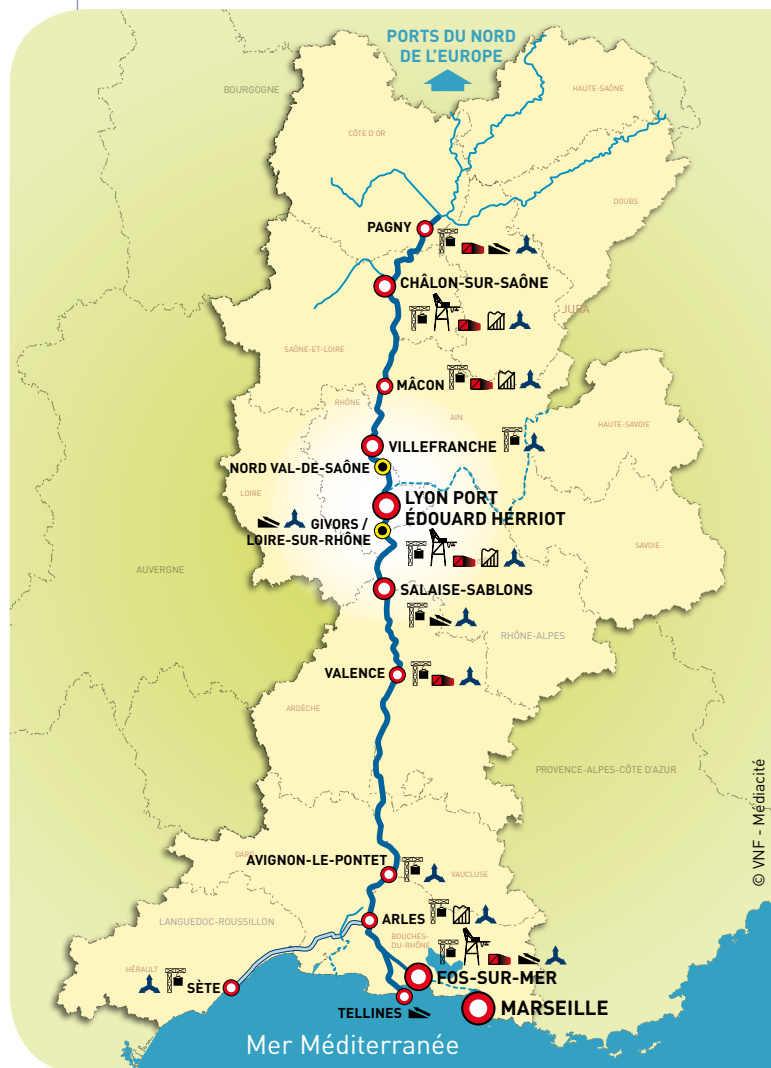 PORTS DU NORD
DE L'EUROPE
BOURGOGNE
HAUTE-SAÔNE
CÔTE D'OR
DOUBS
PAGNY
CHÂLON-SUR-SAÔNE
JURA
SAÔNE-ET-LOIRE
MÂCON
RHÔNE
AIN
HAUTE-SAVOIE
VILLEFRANCHE
NORD VAL-DE-SAÔNE
LOIRE
LYON PORT
ÉDOUARD HERRIOT
GIVORS /
LOIRE-SUR-RHÔNE
SAVOIE
AUVERGNE
SALAISE-SABLONS
RHÔNE-ALPES
VALENCE
ARDÈCHE
PROVENCE-ALPES-CÔTE D'AZUR
© VNF - Médiacité
GARD
AVIGNON-LE-PONTET
VAUCLUSE
ARLES
LANGUEDOC-ROUSSILLON
BOUCHES-
DU-RHÔNE
HÉRAULT
SÈTE
FOS-SUR-MER
TELLINES
MARSEILLE
Mer Méditerranée